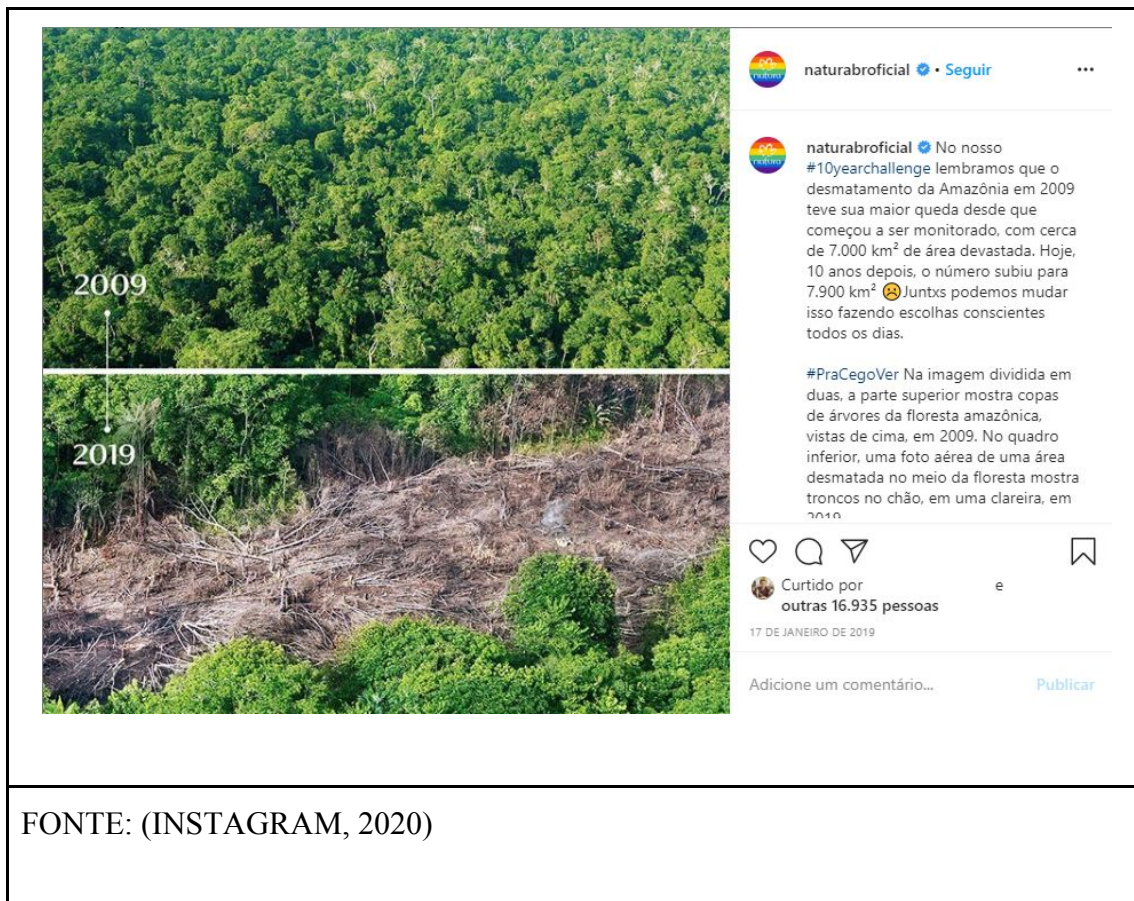 2009
2019
naturabroficial • Seguir
naturabroficial No nosso
#10yearchallenge lembramos que o
desmatamento da Amazônia em 2009
teve sua maior queda desde que
começou a ser monitorado, com cerca
de 7.000 km² de área devastada. Hoje,
10 anos depois, o número subiu para
7.900 km² ☹️Juntxs podemos mudar
isso fazendo escolhas conscientes
todos os dias.
#PraCegoVer Na imagem dividida em
duas, a parte superior mostra copas
de árvores da floresta amazônica,
vistas de cima, em 2009. No quadro
inferior, uma foto aérea de uma área
desmatada no meio da floresta mostra
troncos no chão, em uma clareira, em
2019
Curtido por e
outras 16.935 pessoas
17 DE JANEIRO DE 2019
Adicione um comentário... Publicar
FONTE: (INSTAGRAM, 2020)